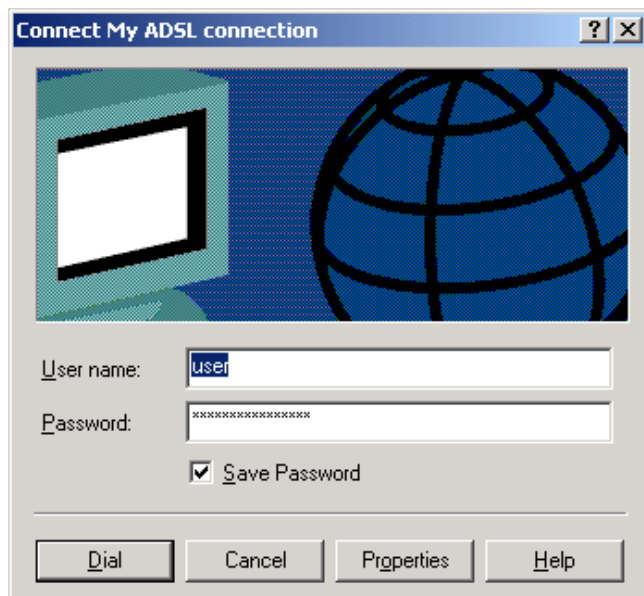 Connect My ADSL connection
User name: user
Password: ****************
Save Password
Dial Cancel Properties Help